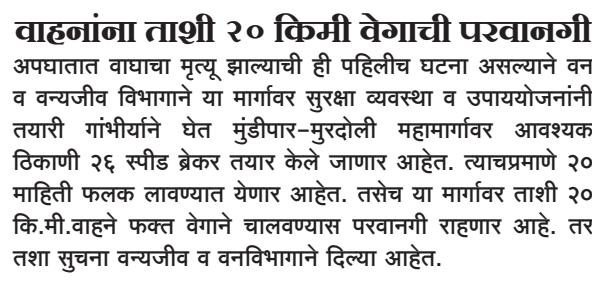 वाहनांना ताशी २० किमी वेगाची परवानगी
अपघातात वाघाचा मृत्यू झाल्याची ही पहिलीच घटना असल्याने वन
व वन्यजीव विभागाने या मार्गावर सुरक्षा व्यवस्था व उपाययोजनांनी
तयारी गांभीर्याने घेत मुंडीपार-मुरदोली महामार्गावर आवश्यक
ठिकाणी २६ स्पीड ब्रेकर तयार केले जाणार आहेत. त्याचप्रमाणे २०
माहिती फलक लावण्यात येणार आहेत. तसेच या मार्गावर ताशी २०
कि.मी.वाहने फक्त वेगाने चालवण्यास परवानगी राहणार आहे. तर
तशा सुचना वन्यजीव व वनविभागाने दिल्या आहेत.